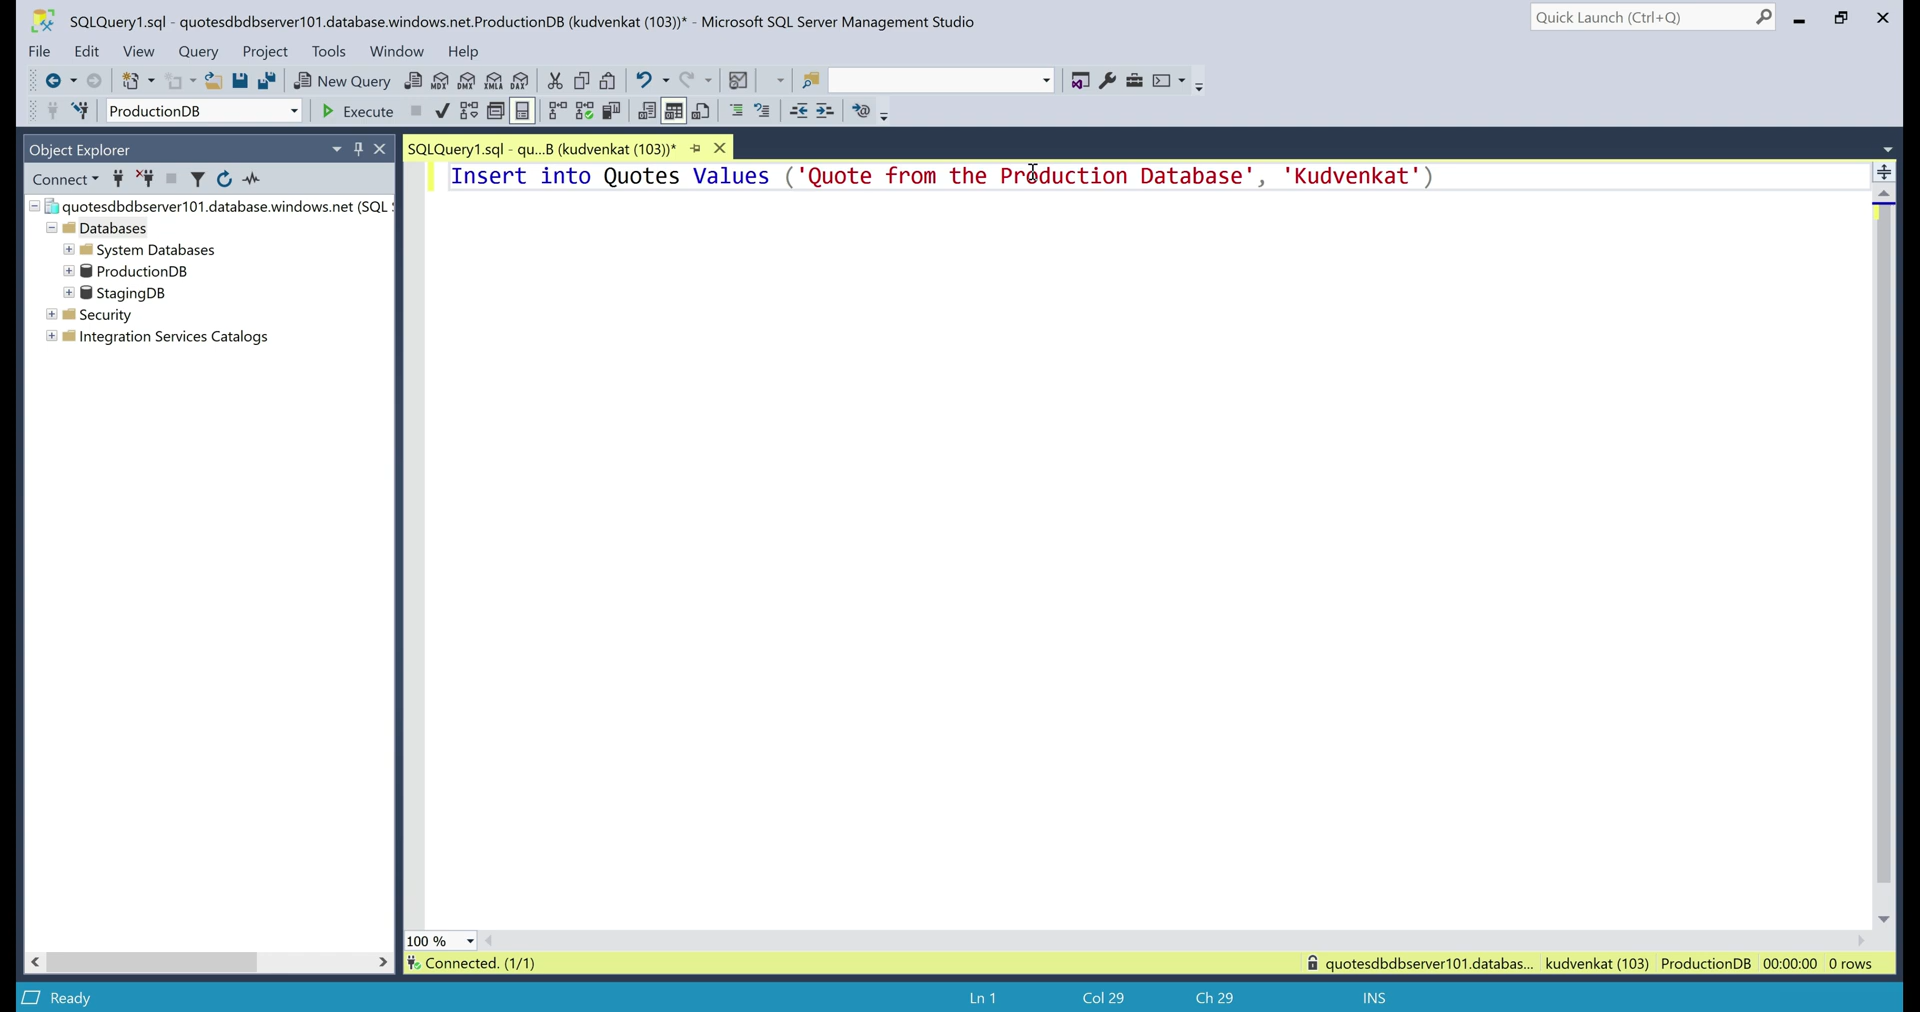 SQLQuery1.sql - quotesdbdbserver101.database.windows.net.ProductionDB (kudvenkat (103))* - Microsoft SQL Server Management Studio
Quick Launch (Ctrl+Q)
File Edit View Query Project Tools Window Help
New Query MDX DMX XMLA DAX
ProductionDB Execute
Object Explorer
SQLQuery1.sql - qu...B (kudvenkat (103))*
Connect
Insert into Quotes Values ('Quote from the Production Database', 'Kudvenkat')
quotesdbdbserver101.database.windows.net (SQL
Databases
System Databases
ProductionDB
StagingDB
Security
Integration Services Catalogs
100 %
Connected. (1/1) quotesdbdbserver101.databas... kudvenkat (103) ProductionDB 00:00:00 0 rows
Ready Ln 1 Col 29 Ch 29 INS